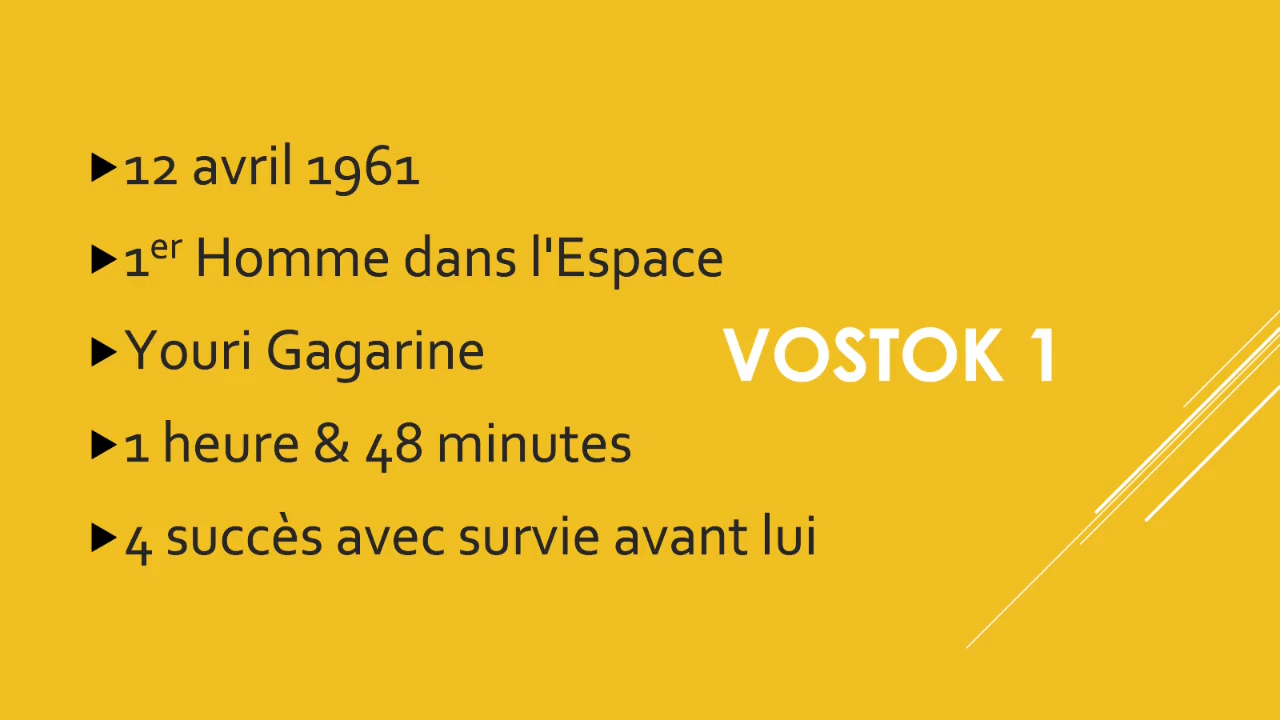 12 avril 1961
1er Homme dans l'Espace
Youri Gagarine
1 heure & 48 minutes
4 succès avec survie avant lui
VOSTOK 1